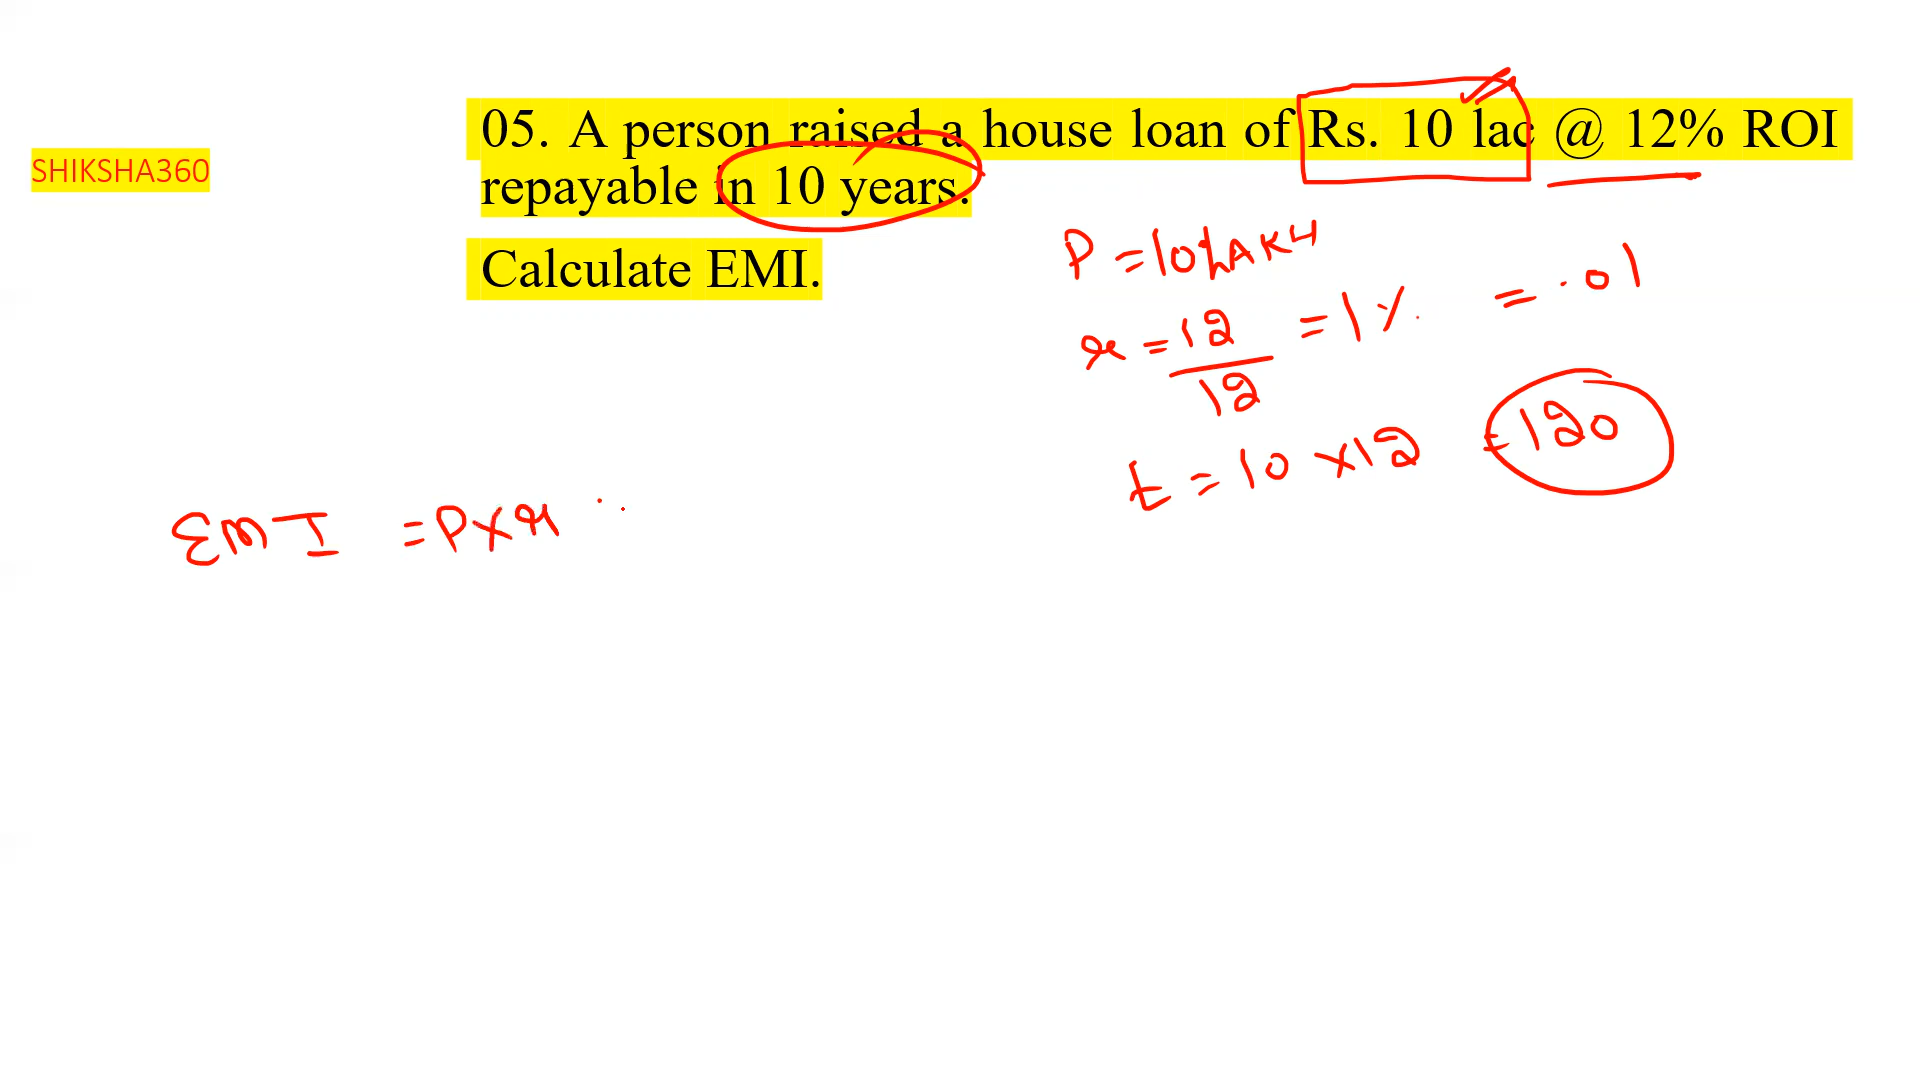 05. A person raised a house loan of Rs. 10 lac @ 12% ROI
SHIKSHA360
repayable in 10 years.
Calculate EMI.
P = 10 LAKH
r = 12/12 = 1% = .01
t = 10 x 12 = 120
EMI = P x r